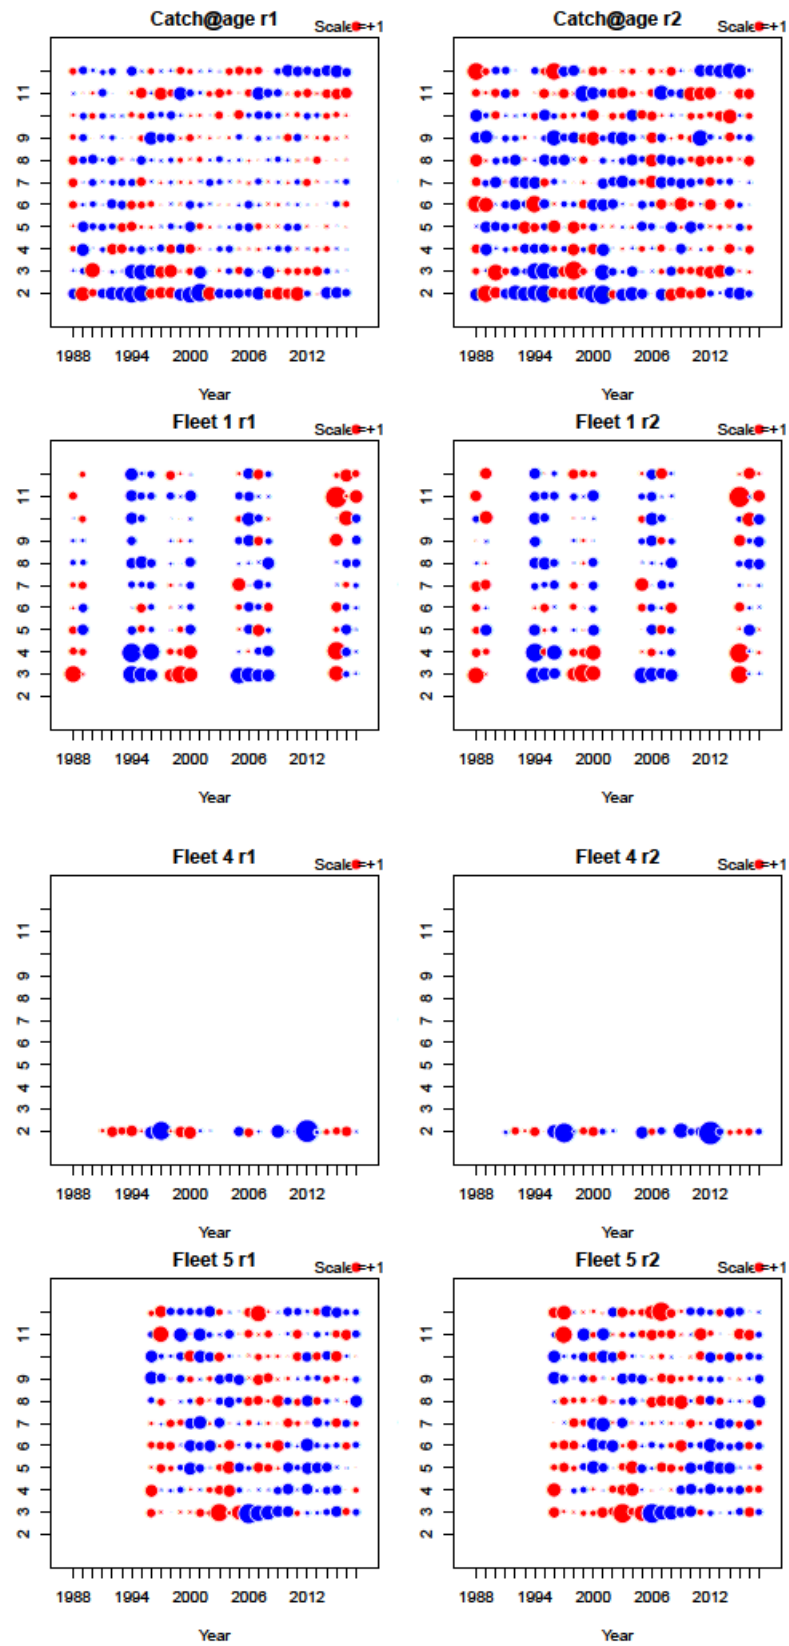 Catch@age r1
Scale=+1
11
9
8
7
6
5
4
3
2
1988 1994 2000 2006 2012
Year
Catch@age r2
Scale=+1
11
9
8
7
6
5
4
3
2
1988 1994 2000 2006 2012
Year
Fleet 1 r1
Scale=+1
11
9
8
7
6
5
4
3
2
1988 1994 2000 2006 2012
Year
Fleet 1 r2
Scale=+1
11
9
8
7
6
5
4
3
2
1988 1994 2000 2006 2012
Year
Fleet 4 r1
Scale=+1
11
9
8
7
6
5
4
3
2
1988 1994 2000 2006 2012
Year
Fleet 4 r2
Scale=+1
11
9
8
7
6
5
4
3
2
1988 1994 2000 2006 2012
Year
Fleet 5 r1
Scale=+1
11
9
8
7
6
5
4
3
2
1988 1994 2000 2006 2012
Year
Fleet 5 r2
Scale=+1
11
9
8
7
6
5
4
3
2
1988 1994 2000 2006 2012
Year